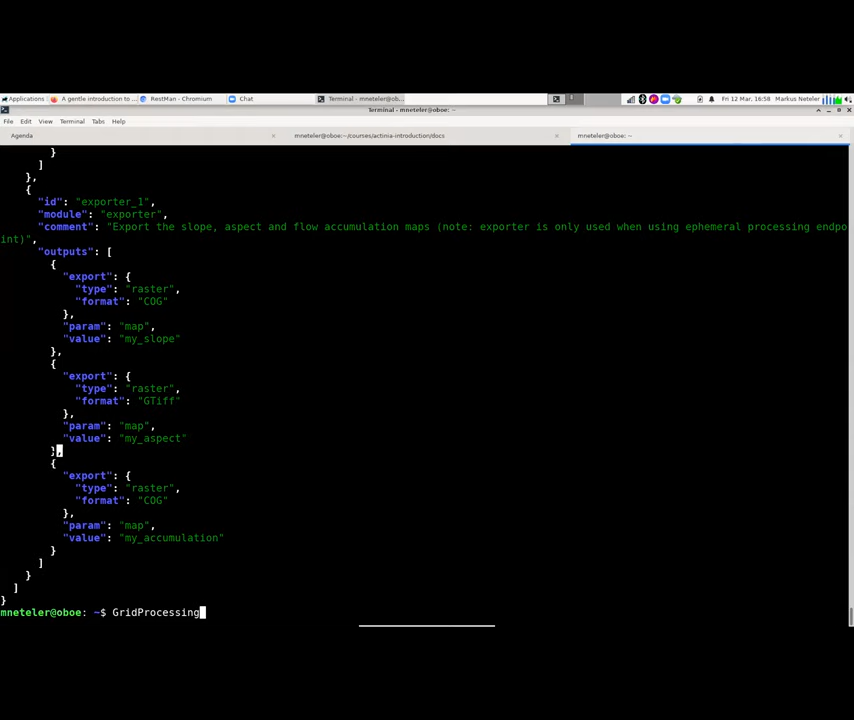 Applications
A gentle introduction to ...
RestMan - Chromium
Chat
Terminal - mneteler@ob...
Fri 12 Mar, 16:58
Markus Neteler
Terminal - mneteler@oboe: ~
File Edit View Terminal Tabs Help
Agenda
mneteler@oboe:~/courses/actinia-introduction/docs
mneteler@oboe: ~
}
]
},
{
"id": "exporter_1",
"module": "exporter",
"comment": "Export the slope, aspect and flow accumulation maps (note: exporter is only used when using ephemeral processing endpo
int)",
"outputs": [
{
"export": {
"type": "raster",
"format": "COG"
},
"param": "map",
"value": "my_slope"
},
{
"export": {
"type": "raster",
"format": "GTiff"
},
"param": "map",
"value": "my_aspect"
},
{
"export": {
"type": "raster",
"format": "COG"
},
"param": "map",
"value": "my_accumulation"
}
]
}
]
}
mneteler@oboe: ~$ GridProcessing